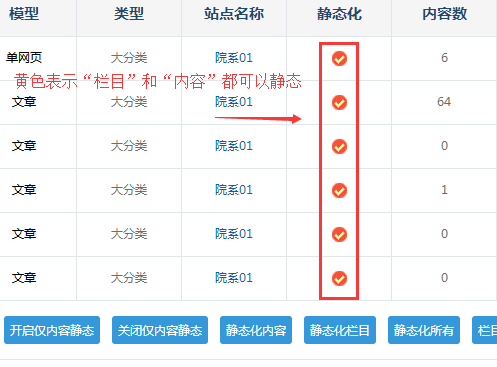 模型 类型 站点名称 静态化 内容数
单网页 大分类 院系01 6
黄色表示“栏目”和“内容”都可以静态
文章 大分类 院系01 64
文章 大分类 院系01 0
文章 大分类 院系01 1
文章 大分类 院系01 0
文章 大分类 院系01 0
开启仅内容静态 关闭仅内容静态 静态化内容 静态化栏目 静态化所有 栏目